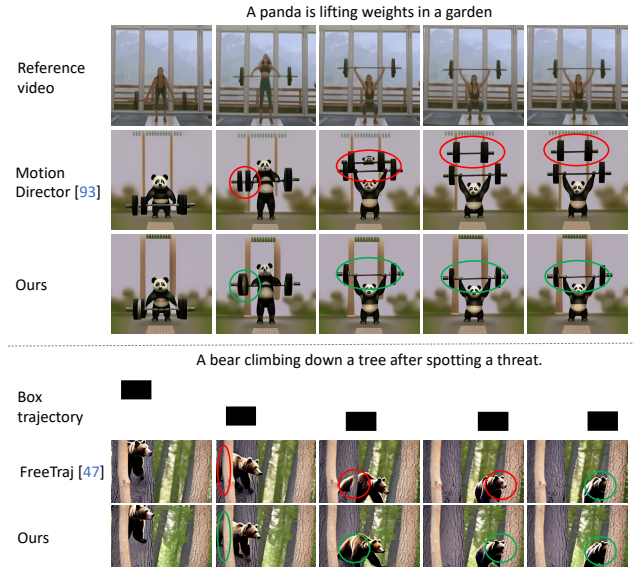 A panda is lifting weights in a garden
Reference
video
Motion
Director [93]
Ours
A bear climbing down a tree after spotting a threat.
Box
trajectory
FreeTraj [47]
Ours